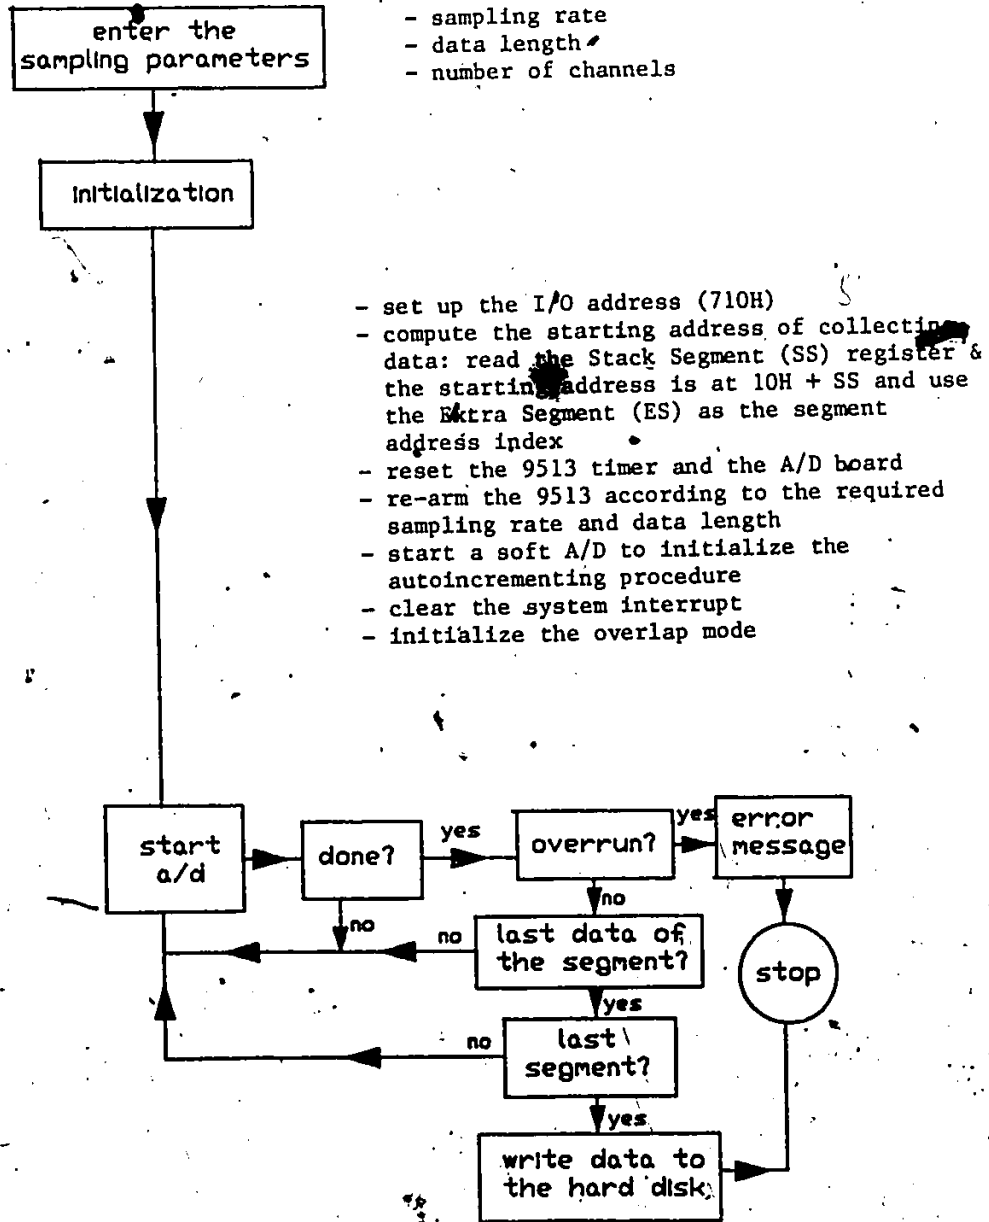 enter the
sampling parameters
- sampling rate
- data length
- number of channels
initialization
- set up the I/O address (710H)
- compute the starting address of collecting
data: read the Stack Segment (SS) register &
the starting address is at 10H + SS and use
the Extra Segment (ES) as the segment
address index
- reset the 9513 timer and the A/D board
- re-arm the 9513 according to the required
sampling rate and data length
- start a soft A/D to initialize the
autoincrementing procedure
- clear the system interrupt
- initialize the overlap mode
start
a/d
done?
yes
overrun?
yes
error
message
no
no
no
last data of
the segment?
stop
yes
no
last
segment?
yes
write data to
the hard disk